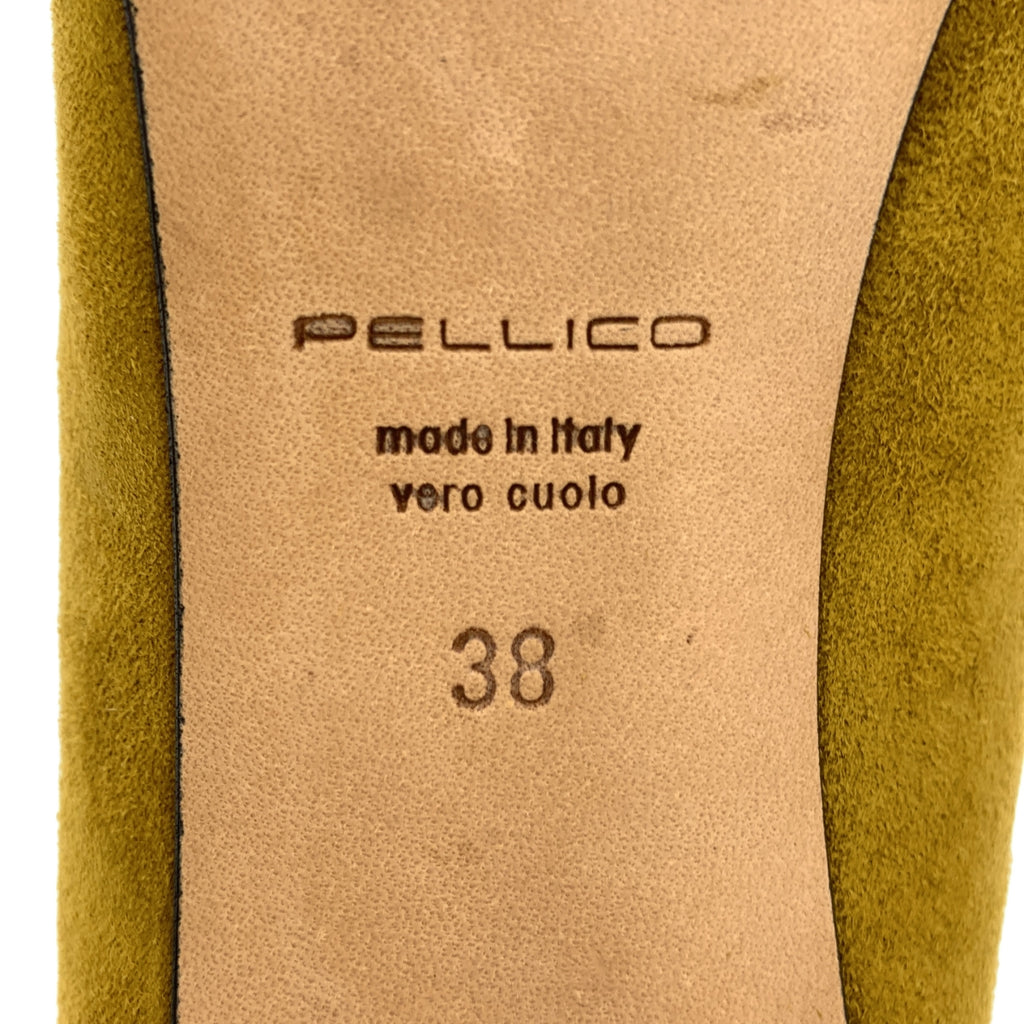 PELLICO
made in Italy
vero cuoio
38